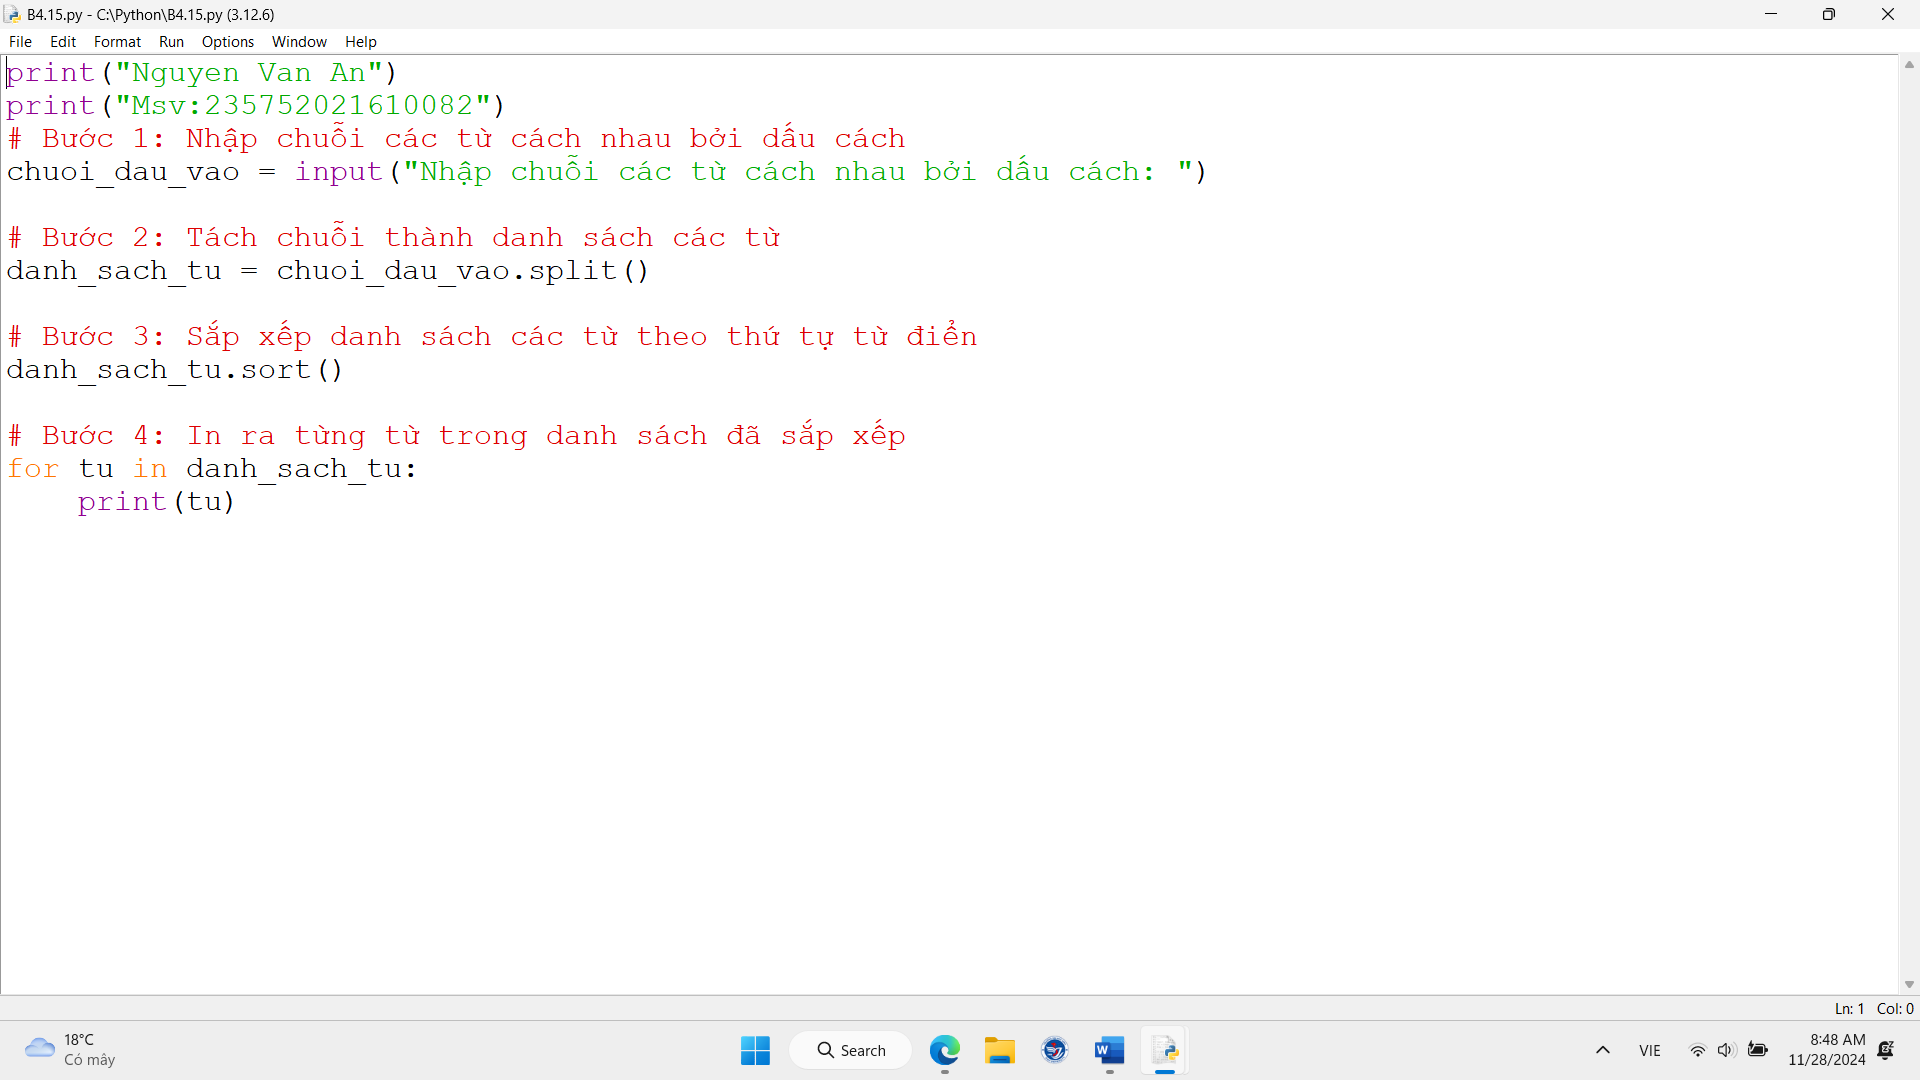 B4.15.py - C:\Python\B4.15.py (3.12.6)
File Edit Format Run Options Window Help
print("Nguyen Van An")
print("Msv:235752021610082")
# Bước 1: Nhập chuỗi các từ cách nhau bởi dấu cách
chuoi_dau_vao = input("Nhập chuỗi các từ cách nhau bởi dấu cách: ")
# Bước 2: Tách chuỗi thành danh sách các từ
danh_sach_tu = chuoi_dau_vao.split()
# Bước 3: Sắp xếp danh sách các từ theo thứ tự từ điển
danh_sach_tu.sort()
# Bước 4: In ra từng từ trong danh sách đã sắp xếp
for tu in danh_sach_tu:
    print(tu)
Ln: 1 Col: 0
18°C
Có mây
Search
VIE
8:48 AM
11/28/2024